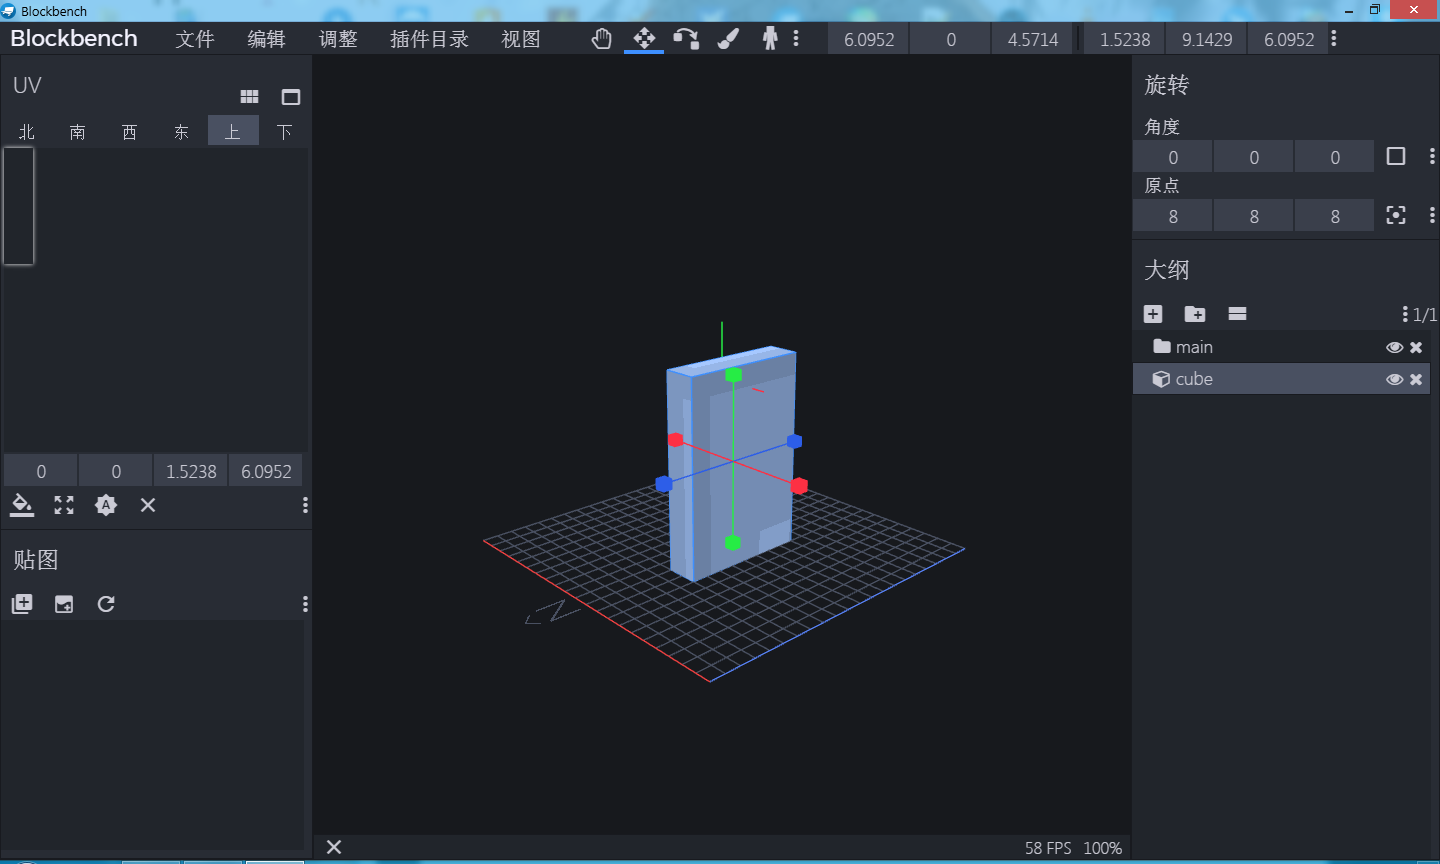 Blockbench
Blockbench 文件 编辑 调整 插件目录 视图 6.0952 0 4.5714 1.5238 9.1429 6.0952
UV
北 南 西 东 上 下
0 0 1.5238 6.0952
A
贴图
旋转
角度
0 0 0
原点
8 8 8
大纲
1/1
main
cube
58 FPS 100%